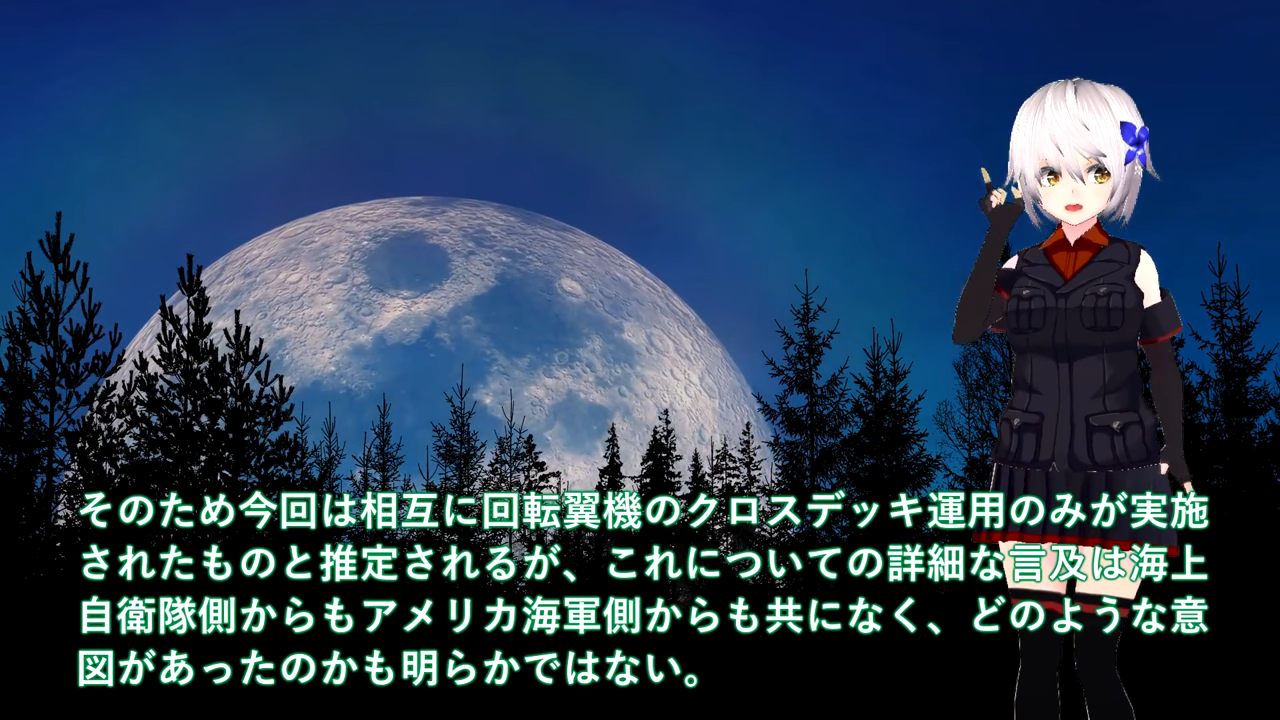 そのため今回は相互に回転翼機のクロスデッキ運用のみが実施
されたものと推定されるが、これについての詳細な言及は海上
自衛隊側からもアメリカ海軍側からも共になく、どのような意
図があったのかも明らかではない。